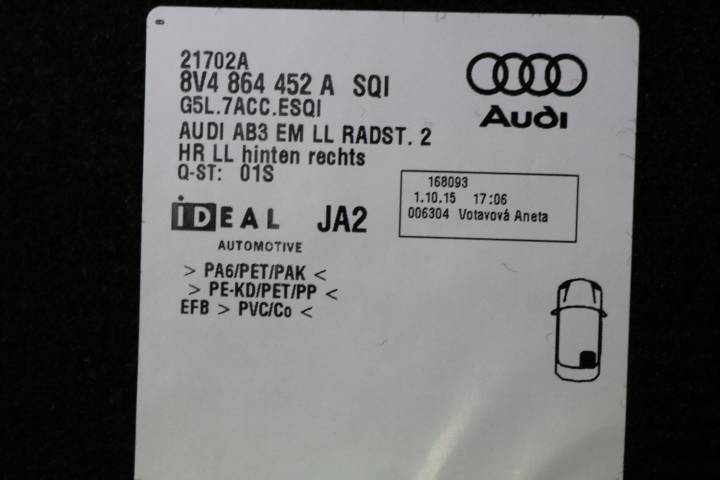 21702A
8V4 864 452 A SQI
G5L.7ACC.ESQI
AUDI AB3 EM LL RADST. 2
HR LL hinten rechts
Q-ST: 01S
Audi
168093
1.10.15 17:06
006304 Votavová Aneta
iDEAL JA2
AUTOMOTIVE
> PA6/PET/PAK <
> PE-KD/PET/PP <
EFB > PVC/Co <